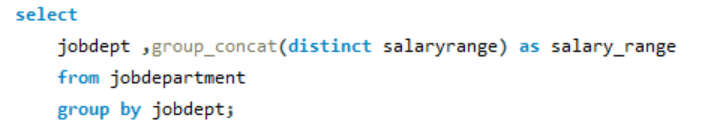 select
jobdept ,group_concat(distinct salaryrange) as salary_range
from jobdepartment
group by jobdept;